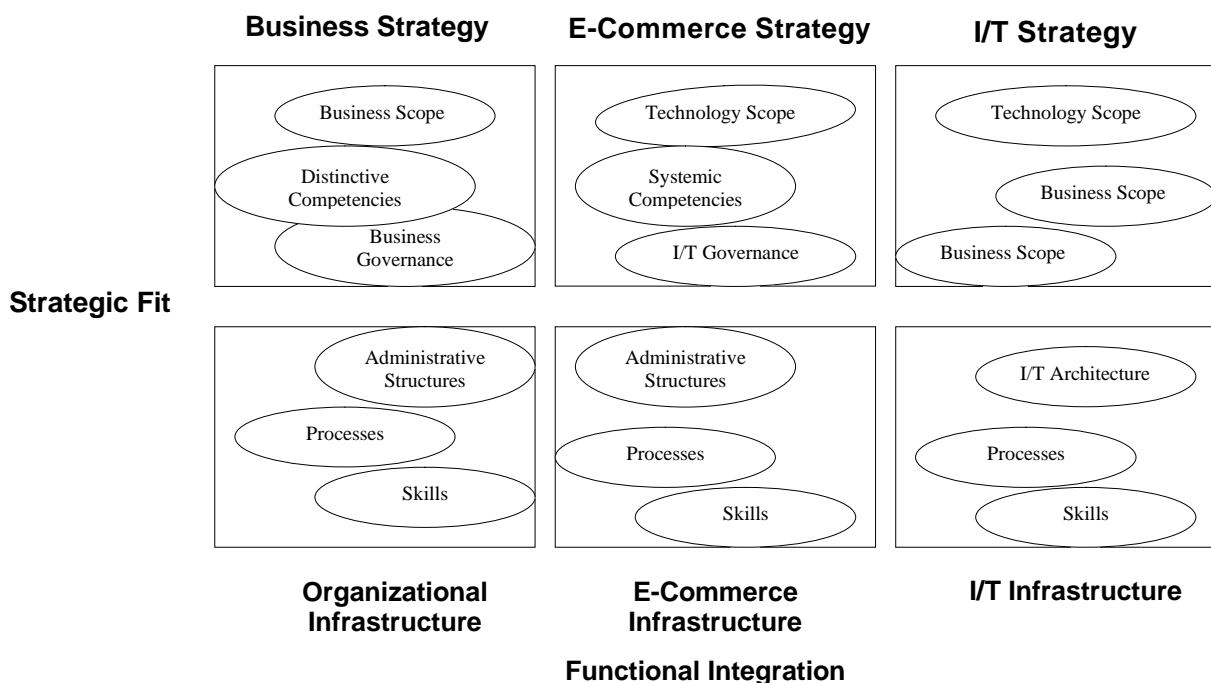 Business Strategy
E-Commerce Strategy
I/T Strategy
Business Scope
Distinctive
Competencies
Business
Governance
Technology Scope
Systemic
Competencies
I/T Governance
Technology Scope
Business Scope
Business Scope
Strategic Fit
Administrative
Structures
Processes
Skills
Administrative
Structures
Processes
Skills
I/T Architecture
Processes
Skills
Organizational
Infrastructure
E-Commerce
Infrastructure
I/T Infrastructure
Functional Integration